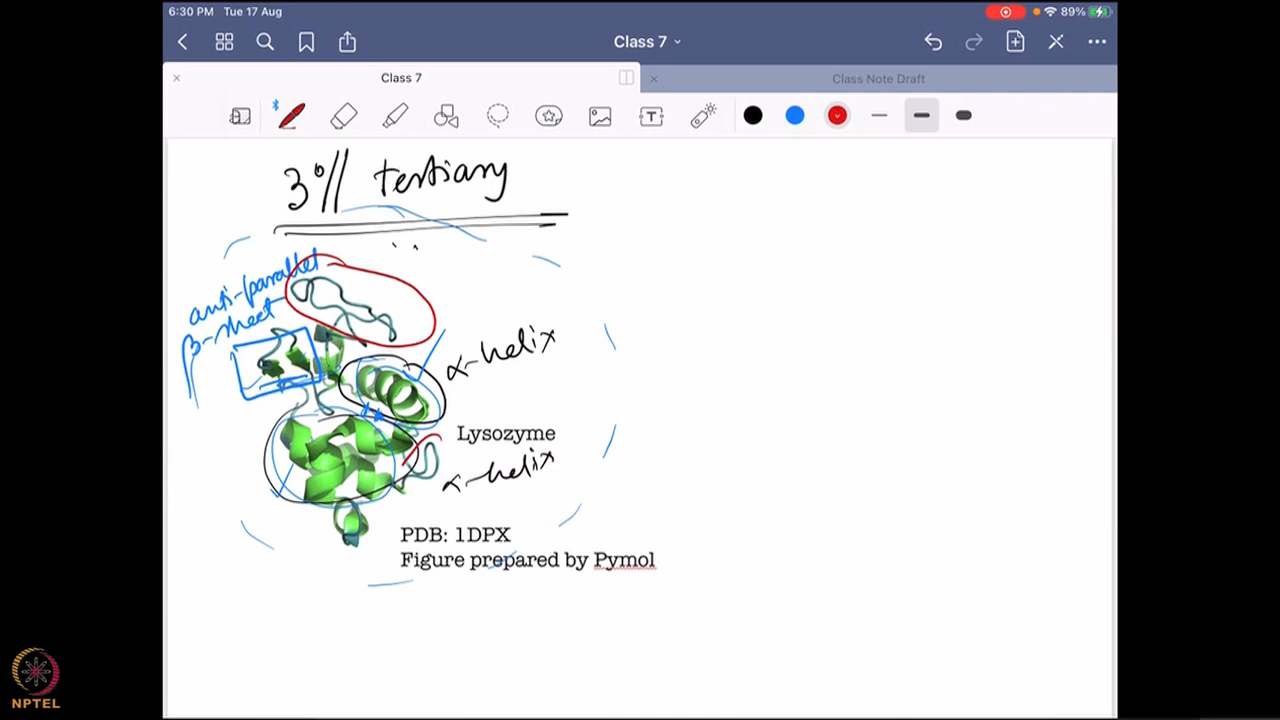 6:30 PM Tue 17 Aug
89%
Class 7
Class 7
Class Note Draft
T
3° tertiary
anti-parallel
β-sheet
α-helix
Lysozyme
α-helix
PDB: 1DPX
Figure prepared by Pymol
NPTEL